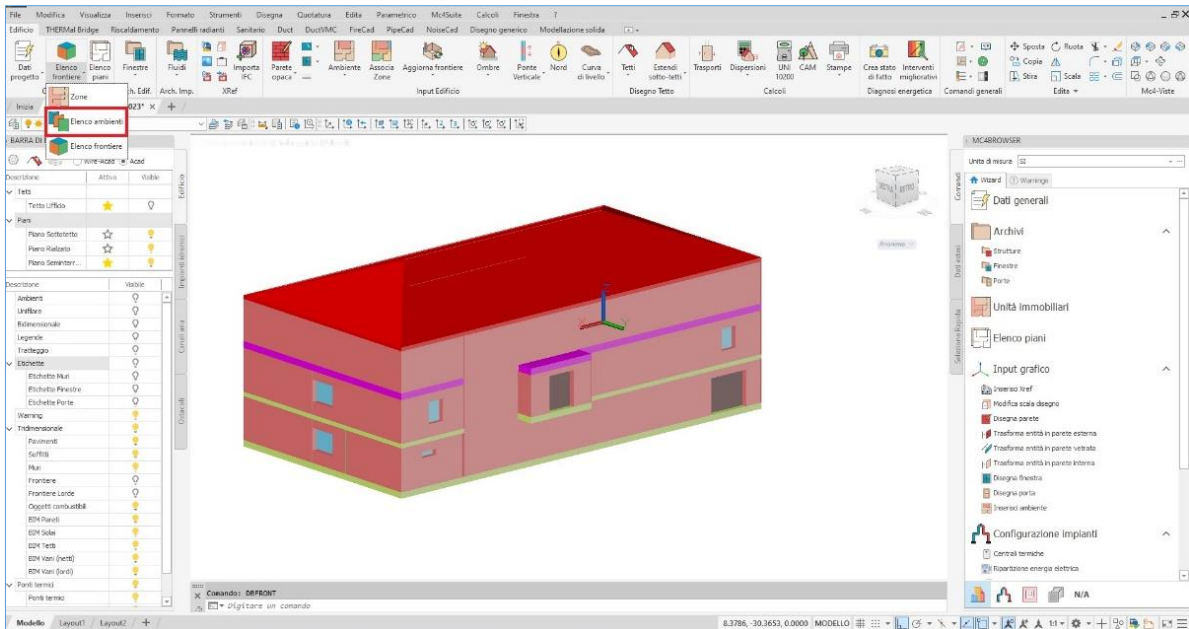 File Modifica Visualizza Inserisci Formato Strumenti Disegna Quotatura Edita Parametrico Mc4Suite Calcoli Finestra ?
Edificio THERMal Bridge Riscaldamento Pannelli radianti Sanitario Duct DuctVMC FireCad PipeCad NoiseCad Disegno generico Modellazione solida
Dati progetto
Elenco frontiere
Elenco piani
Finestre
Fluidi
Importa IFC
Parete opaca
Ambiente
Associa Zone
Aggiorna frontiere
Ombre
Ponte Verticale
Nord
Curva di livello
Tetti
Estendi sotto-tetti
Trasporti
Dispersioni
UNI 10200
CAM
Stampe
Crea stato di fatto
Interventi migliorativi
Sposta Ruota
Copia
Stira Scala
Arch. Imp. XRef Input Edificio Disegno Tetto Calcoli Diagnosi energetica Comandi generali Edita Mc4-Viste
Zone
Elenco ambienti
Elenco frontiere
Inizio
023*
Acad
Descrizione Attivo Visibile
Tetti
Tetto Ufficio
Piani
Piano Sottotetto
Piano Rialzato
Piano Seminterr...
Descrizione Visibile
Ambienti
Unifilare
Bidimensionale
Legende
Tratteggio
Etichette
Etichette Muri
Etichette Finestre
Etichette Porte
Warning
Tridimensionale
Pavimenti
Soffitti
Muri
Frontiere
Frontiere Lorde
Oggetti combustibili
BIM Pareti
BIM Solai
BIM Tetti
BIM Vani (netti)
BIM Vani (lordi)
Ponti termici
Ponti termici
Edificio
Ostacoli
Comando: DBFRONT
Digitare un comando
Modello Layout1 Layout2 +
8.3786, -30.3653, 0.0000 MODELLO 1:1
MC4BROWSER
Unita di misura SI
Wizard Warnings
Comandi
Dati estesi
Selezione Rapida
Dati generali
Archivi
Strutture
Finestre
Porte
Unità immobiliari
Elenco piani
Input grafico
Inserisci Xref
Modifica scala disegno
Disegna parete
Trasforma entità in parete esterna
Trasforma entità in parete vetrata
Trasforma entità in parete interna
Disegna finestra
Disegna porta
Inserisci ambiente
Configurazione impianti
Centrali termiche
Ripartizione energia elettrica
N/A